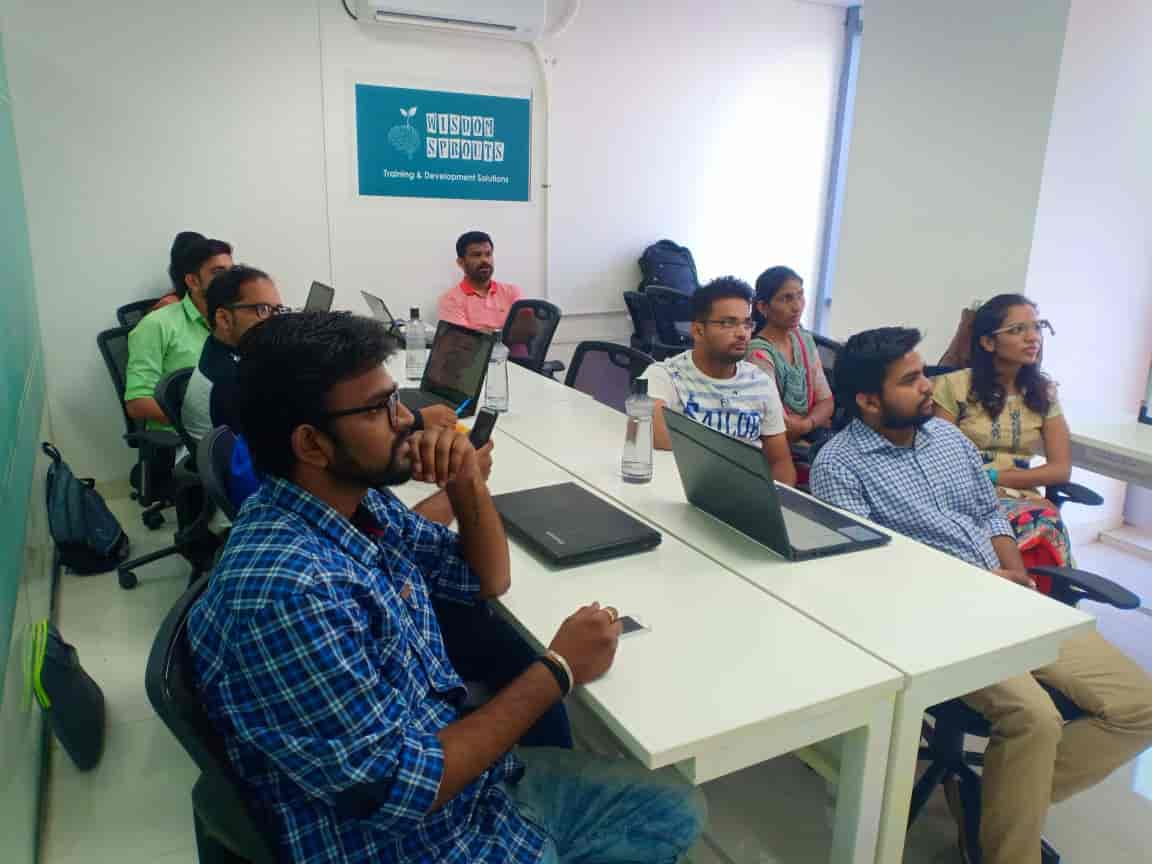 WISDOM
SPROUTS
Training & Development Solutions
SAILOR